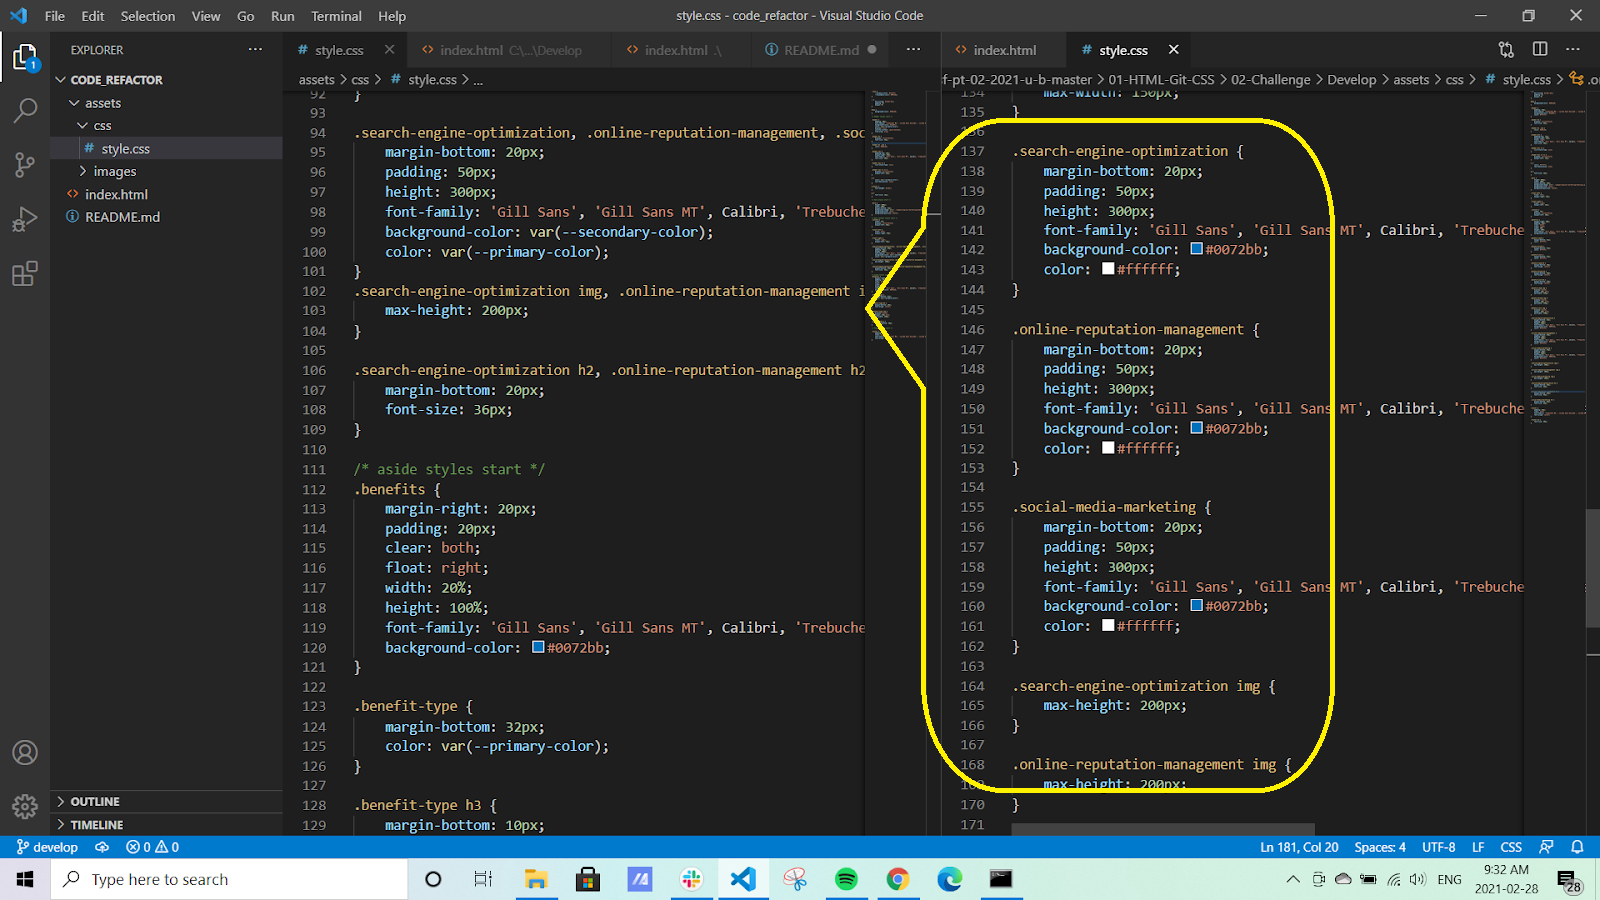 File Edit Selection View Go Run Terminal Help
style.css - code_refactor - Visual Studio Code
EXPLORER ...
1
CODE_REFACTOR
assets
css
# style.css
images
<> index.html
README.md
OUTLINE
TIMELINE
# style.css
<> index.html C:\...\Develop
<> index.html .\
README.md
...
assets > css > # style.css > ...
92 }
93
94 .search-engine-optimization, .online-reputation-management, .soc
95 margin-bottom: 20px;
96 padding: 50px;
97 height: 300px;
98 font-family: 'Gill Sans', 'Gill Sans MT', Calibri, 'Trebuche
99 background-color: var(--secondary-color);
100 color: var(--primary-color);
101 }
102 .search-engine-optimization img, .online-reputation-management i
103 max-height: 200px;
104 }
105
106 .search-engine-optimization h2, .online-reputation-management h2
107 margin-bottom: 20px;
108 font-size: 36px;
109 }
110
111 /* aside styles start */
112 .benefits {
113 margin-right: 20px;
114 padding: 20px;
115 clear: both;
116 float: right;
117 width: 20%;
118 height: 100%;
119 font-family: 'Gill Sans', 'Gill Sans MT', Calibri, 'Trebuche
120 background-color: #0072bb;
121 }
122
123 .benefit-type {
124 margin-bottom: 32px;
125 color: var(--primary-color);
126 }
127
128 .benefit-type h3 {
129 margin-bottom: 10px;
<> index.html
# style.css
...
f-pt-02-2021-u-b-master > 01-HTML-Git-CSS > 02-Challenge > Develop > assets > css > # style.css > .o
134 max-width: 150px;
135 }
136
137 .search-engine-optimization {
138 margin-bottom: 20px;
139 padding: 50px;
140 height: 300px;
141 font-family: 'Gill Sans', 'Gill Sans MT', Calibri, 'Trebuche
142 background-color: #0072bb;
143 color: #ffffff;
144 }
145
146 .online-reputation-management {
147 margin-bottom: 20px;
148 padding: 50px;
149 height: 300px;
150 font-family: 'Gill Sans', 'Gill Sans MT', Calibri, 'Trebuche
151 background-color: #0072bb;
152 color: #ffffff;
153 }
154
155 .social-media-marketing {
156 margin-bottom: 20px;
157 padding: 50px;
158 height: 300px;
159 font-family: 'Gill Sans', 'Gill Sans MT', Calibri, 'Trebuche
160 background-color: #0072bb;
161 color: #ffffff;
162 }
163
164 .search-engine-optimization img {
165 max-height: 200px;
166 }
167
168 .online-reputation-management img {
169 max-height: 200px;
170 }
171
develop
0 0
Ln 181, Col 20 Spaces: 4 UTF-8 LF CSS
Type here to search
ENG
9:32 AM
2021-02-28
28